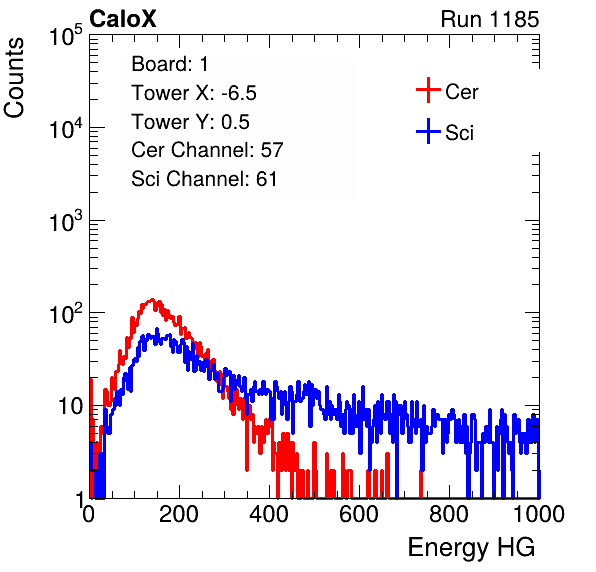 CaloX Run 1185
Counts
10^5
10^4
10^3
10^2
10
1
Board: 1
Tower X: -6.5
Tower Y: 0.5
Cer Channel: 57
Sci Channel: 61
Cer
Sci
0 200 400 600 800 1000
Energy HG